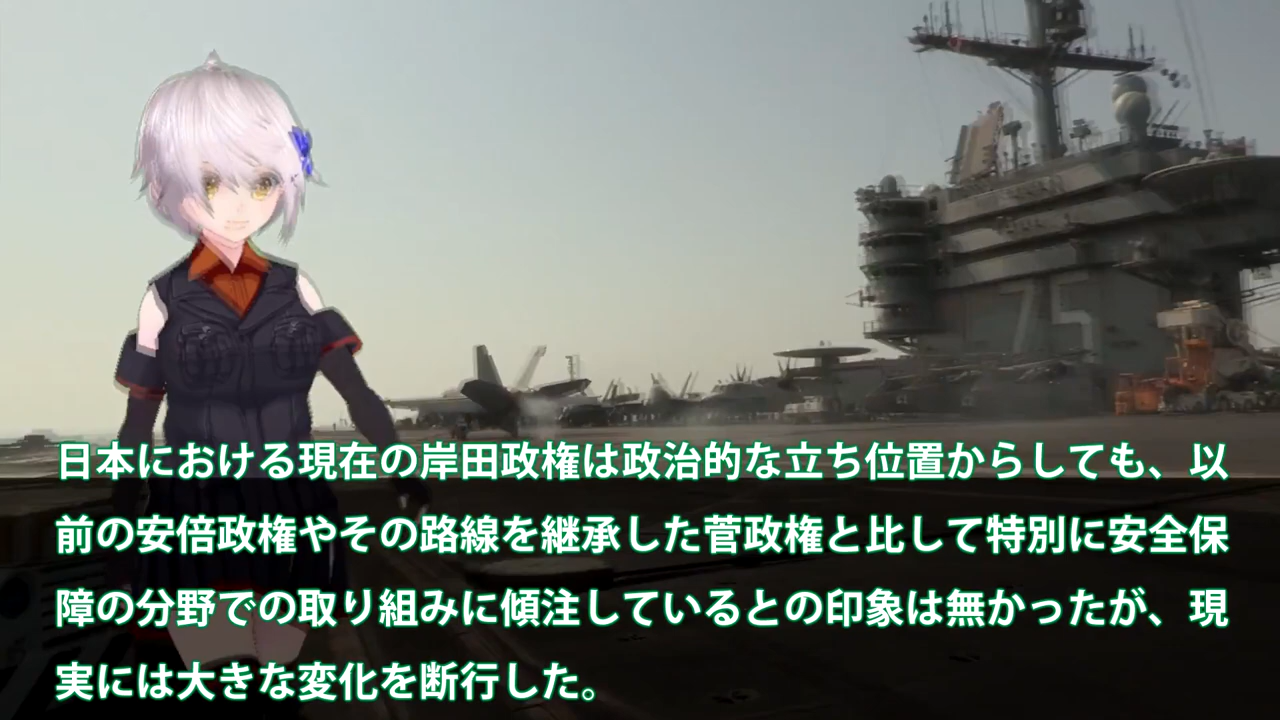 75
日本における現在の岸田政権は政治的な立ち位置からしても、以
前の安倍政権やその路線を継承した菅政権と比して特別に安全保
障の分野での取り組みに傾注しているとの印象は無かったが、現
実には大きな変化を断行した。